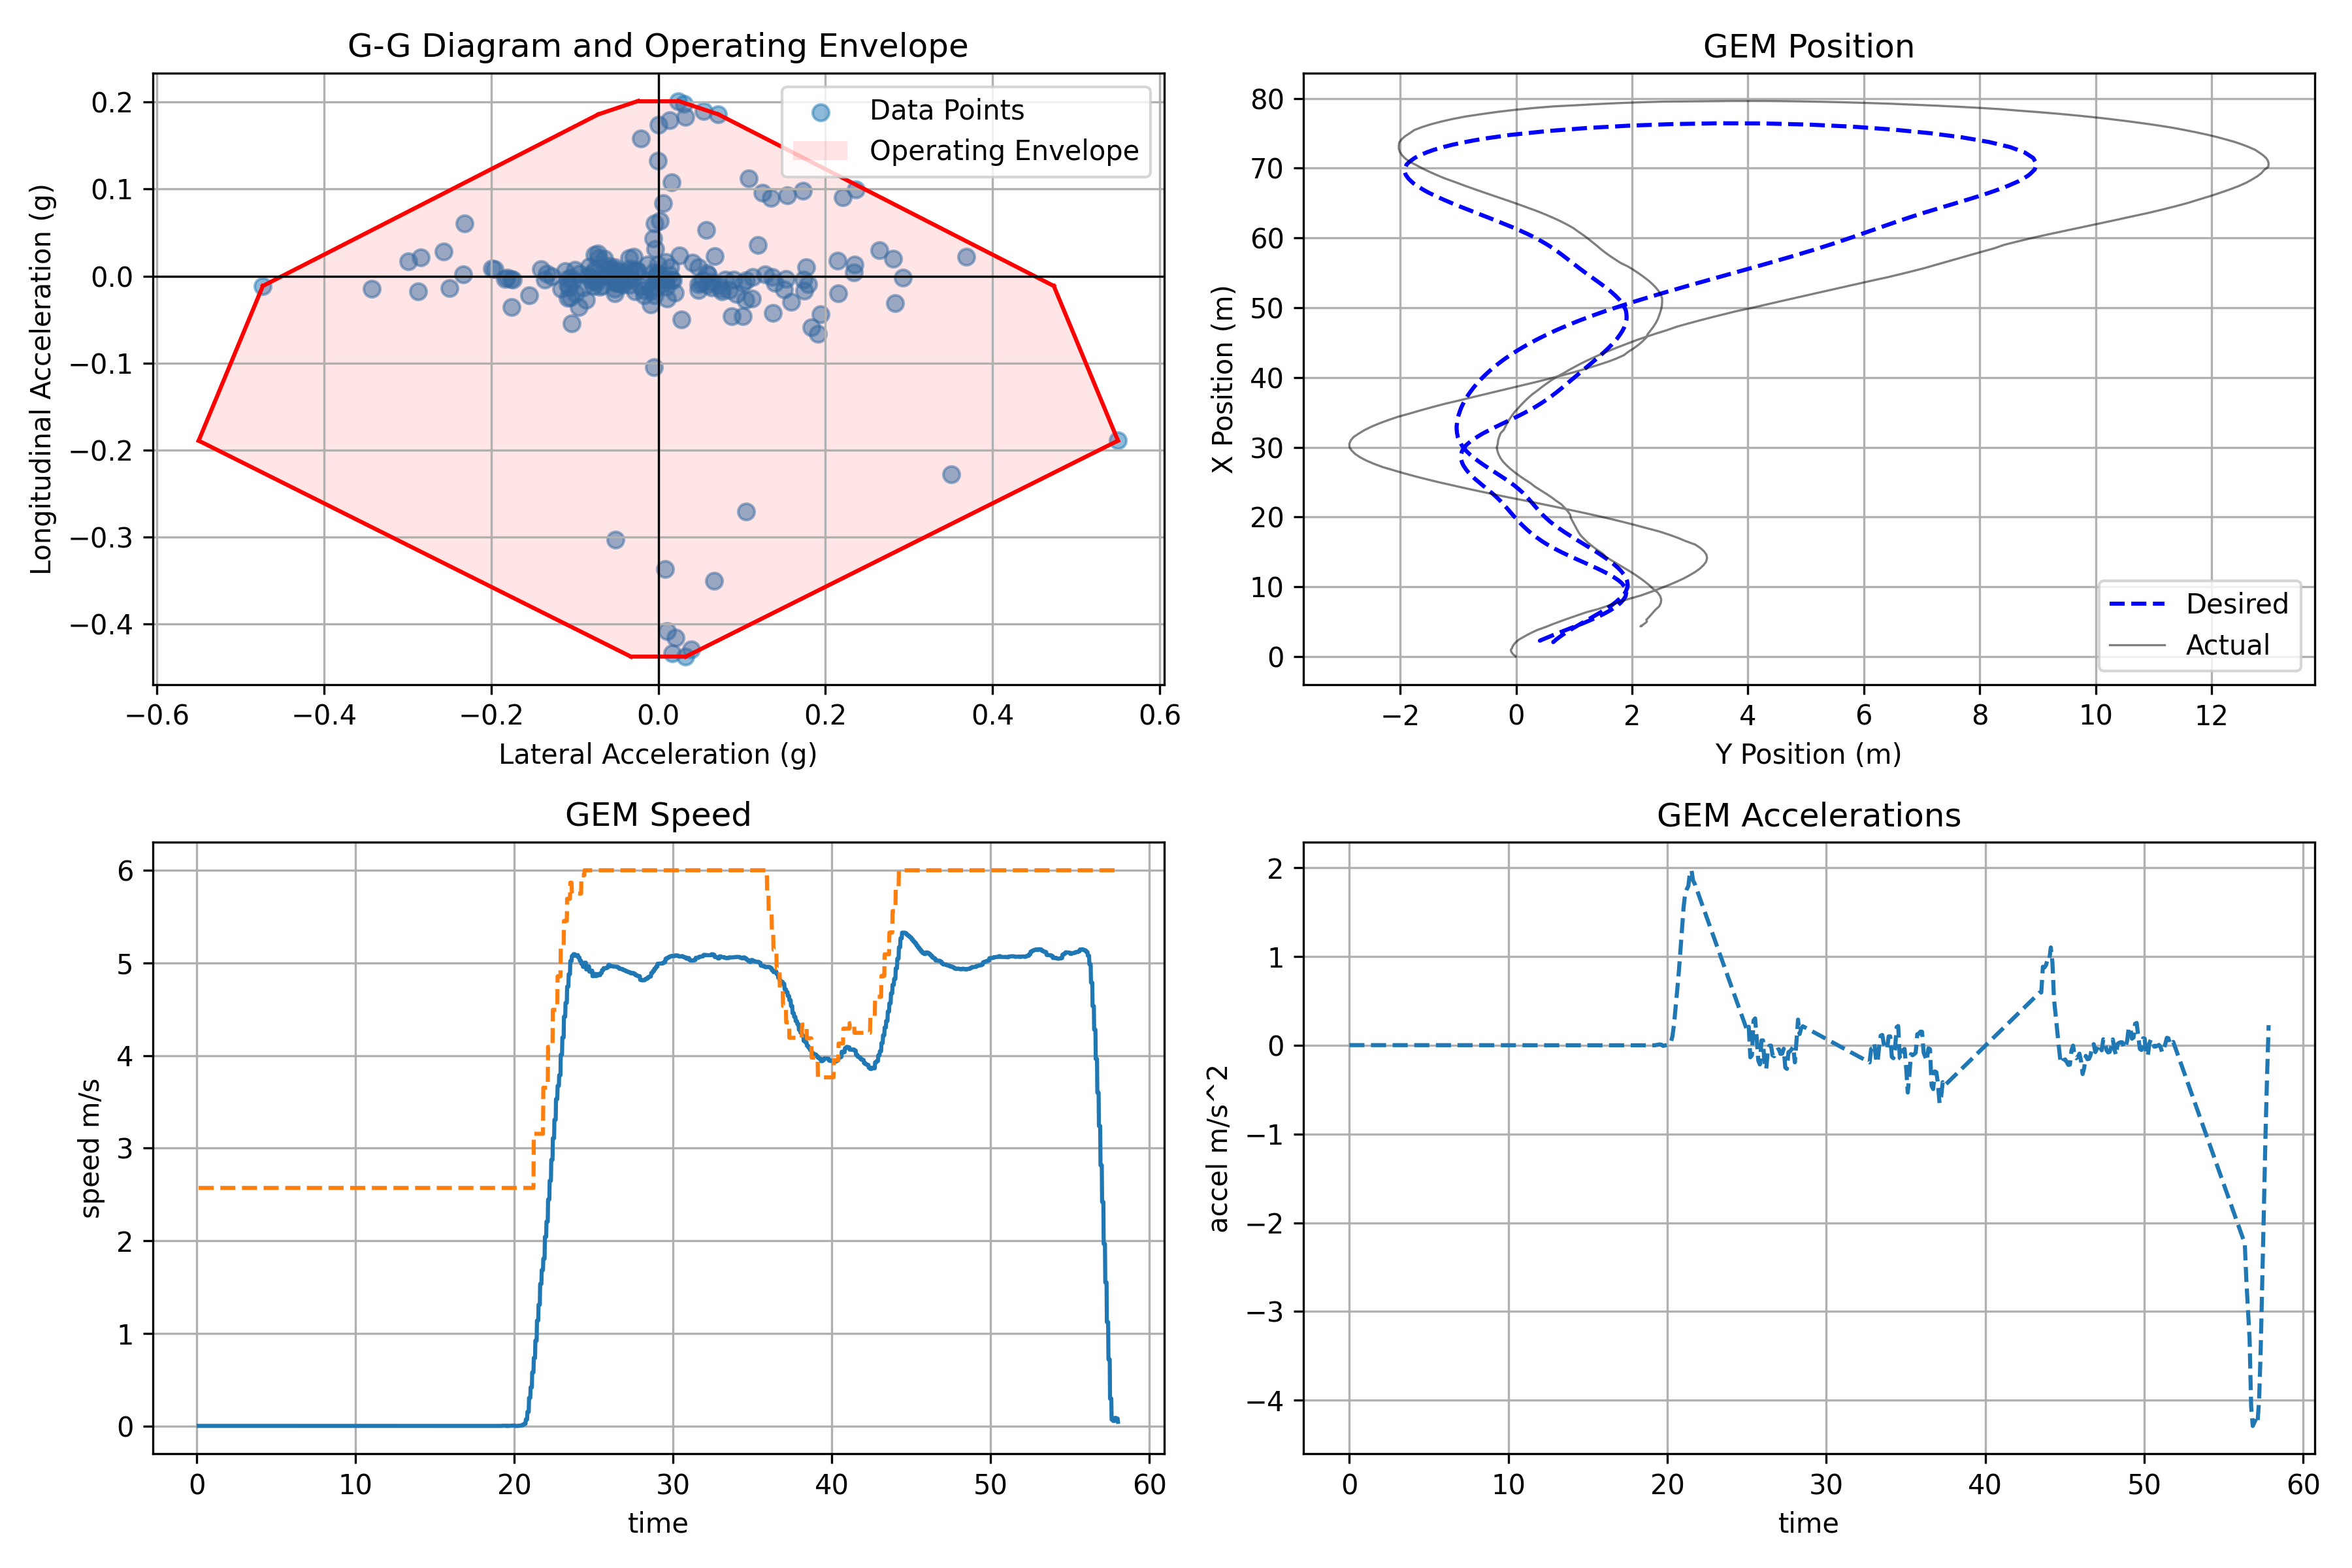 G-G Diagram and Operating Envelope
Data Points
Operating Envelope
Longitudinal Acceleration (g)
0.2
0.1
0.0
−0.1
−0.2
−0.3
−0.4
−0.6 −0.4 −0.2 0.0 0.2 0.4 0.6
Lateral Acceleration (g)
GEM Position
X Position (m)
80
70
60
50
40
30
20
10
0
Desired
Actual
−2 0 2 4 6 8 10 12
Y Position (m)
GEM Speed
speed m/s
6
5
4
3
2
1
0
0 10 20 30 40 50 60
time
GEM Accelerations
accel m/s^2
2
1
0
−1
−2
−3
−4
0 10 20 30 40 50 60
time